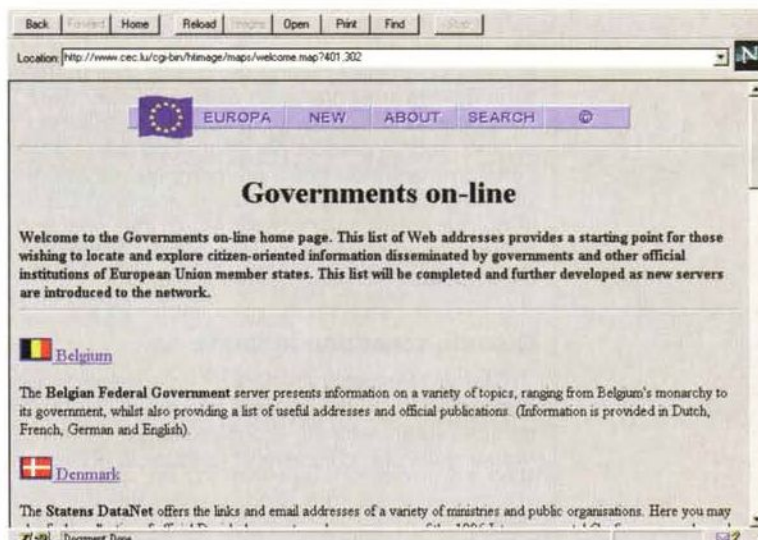 Back Forward Home Reload Images Open Print Find Stop
Location: http://www.cec.lu/cgi-bin/htimage/maps/welcome.map?401,302
N
EUROPA NEW ABOUT SEARCH ©
Governments on-line
Welcome to the Governments on-line home page. This list of Web addresses provides a starting point for those
wishing to locate and explore citizen-oriented information disseminated by governments and other official
institutions of European Union member states. This list will be completed and further developed as new servers
are introduced to the network.
Belgium
The Belgian Federal Government server presents information on a variety of topics, ranging from Belgium's monarchy to
its government, whilst also providing a list of useful addresses and official publications. (Information is provided in Dutch,
French, German and English).
Denmark
The Statens DataNet offers the links and email addresses of a variety of ministries and public organisations. Here you may
Document Done